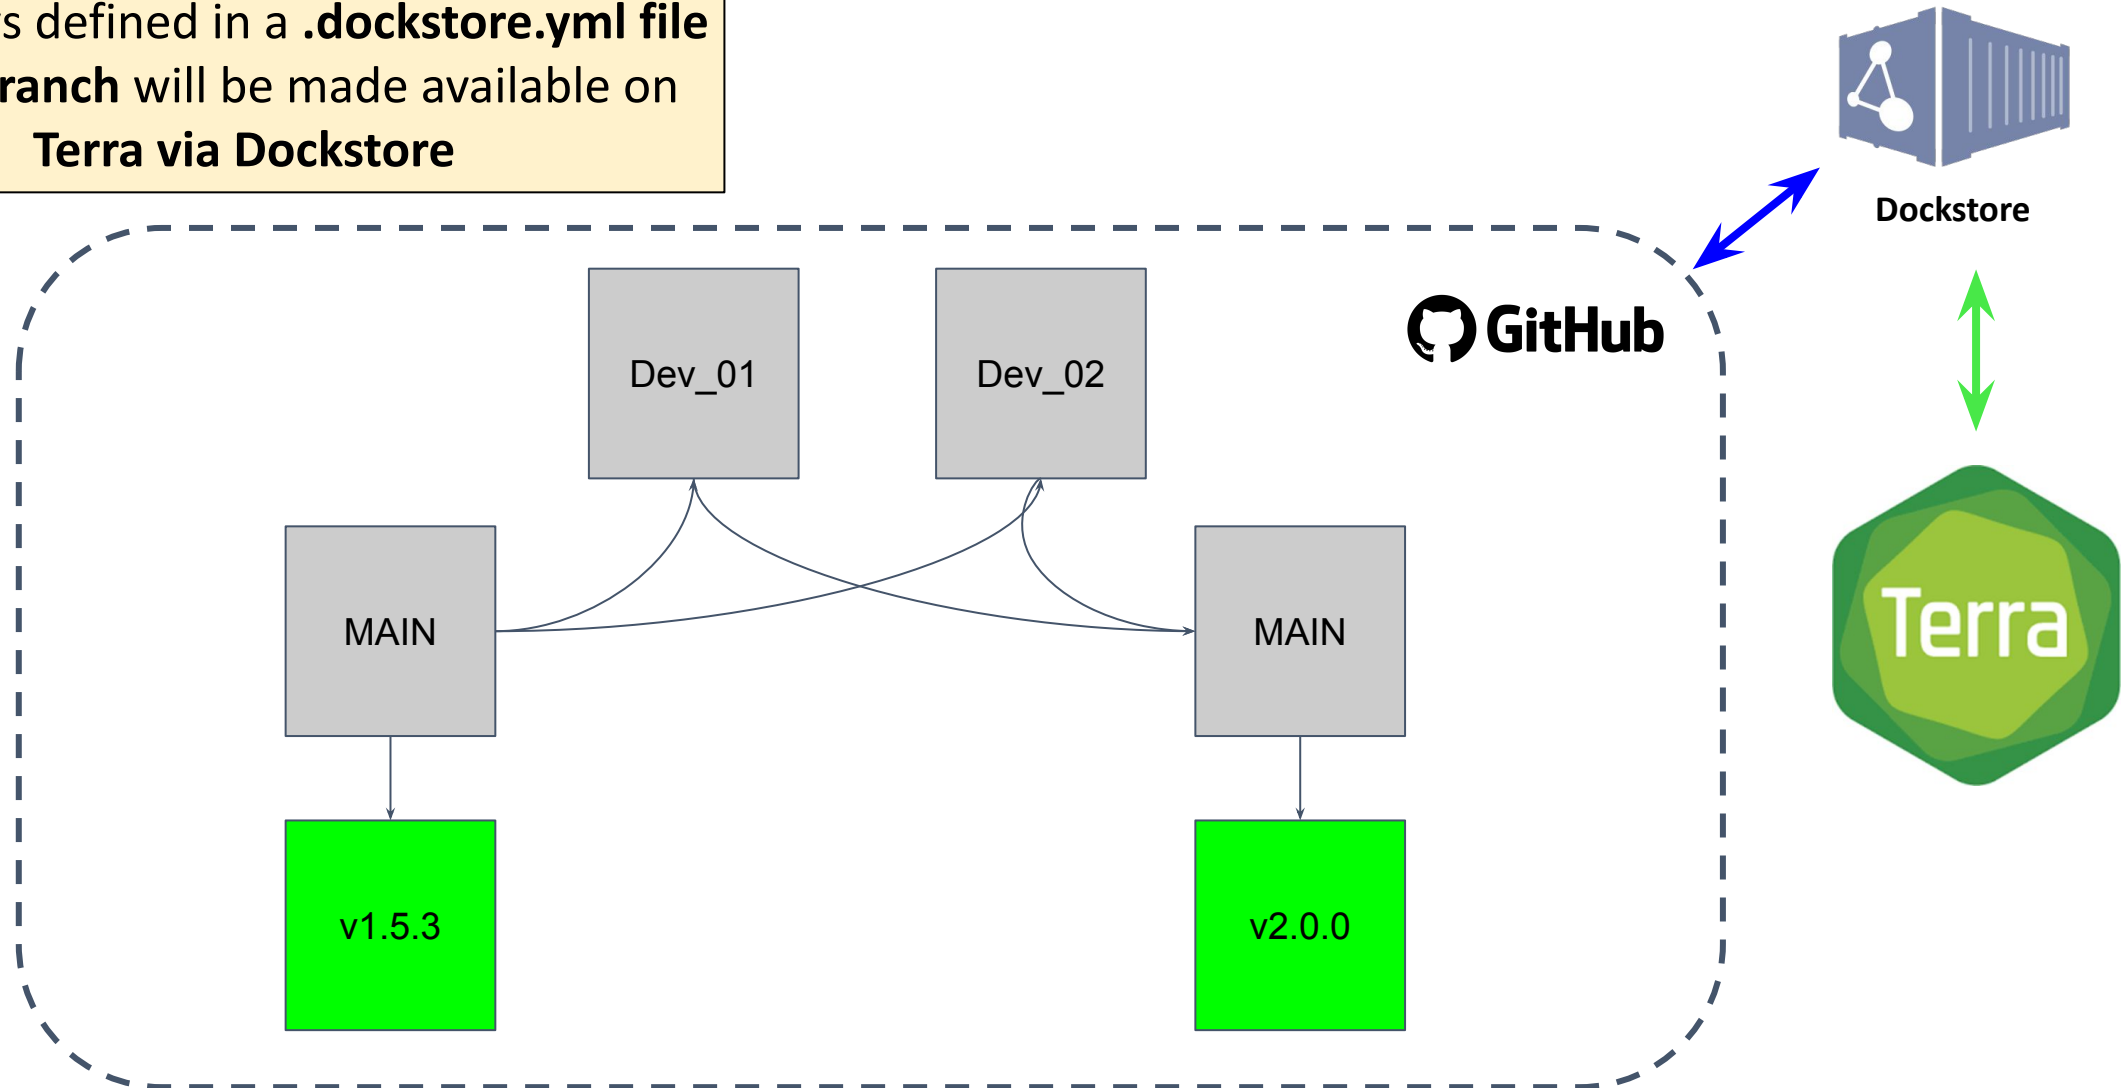 s defined in a .dockstore.yml file
ranch will be made available on
Terra via Dockstore
Dockstore
GitHub
Dev_01
Dev_02
MAIN
MAIN
Terra
v1.5.3
v2.0.0